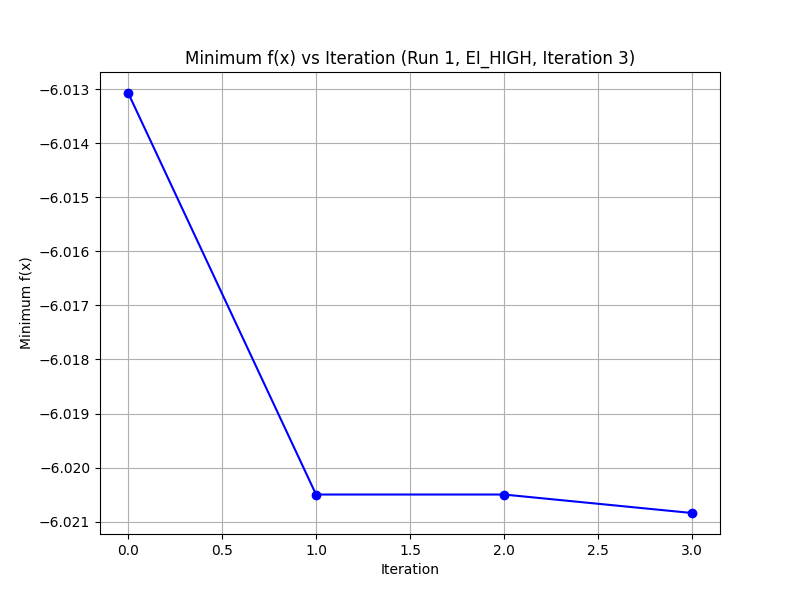 Minimum f(x) vs Iteration (Run 1, EI_HIGH, Iteration 3)
Minimum f(x)
−6.013
−6.014
−6.015
−6.016
−6.017
−6.018
−6.019
−6.020
−6.021
0.0 0.5 1.0 1.5 2.0 2.5 3.0
Iteration